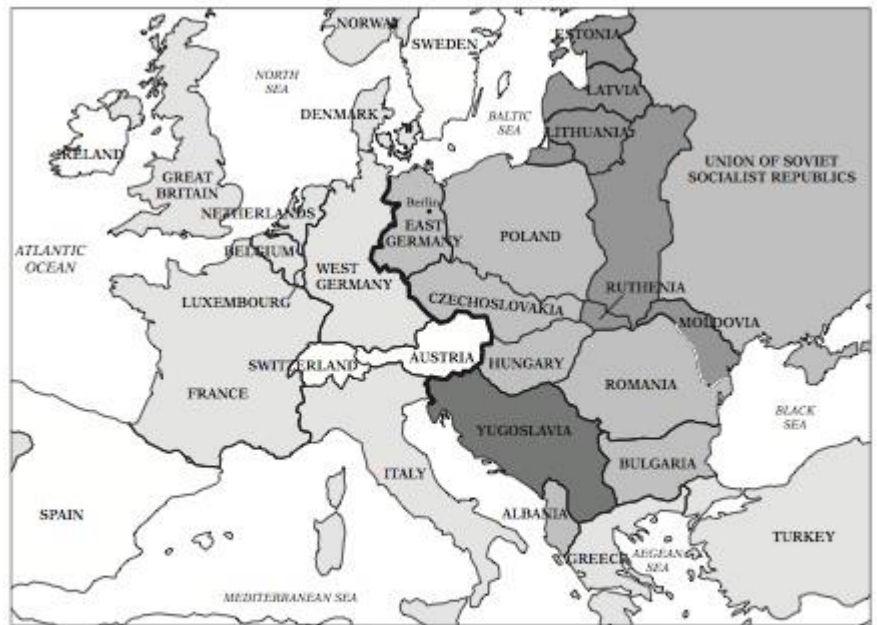 NORWAY
SWEDEN
ESTONIA
NORTH
SEA
LATVIA
DENMARK
BALTIC
SEA
LITHUANIA
IRELAND
GREAT
BRITAIN
UNION OF SOVIET
SOCIALIST REPUBLICS
NETHERLANDS
Berlin
EAST
GERMANY
POLAND
ATLANTIC
OCEAN
BELGIUM
WEST
GERMANY
LUXEMBOURG
CZECHOSLOVAKIA
RUTHENIA
MOLDOVIA
SWITZERLAND
AUSTRIA
HUNGARY
FRANCE
ROMANIA
BLACK
SEA
YUGOSLAVIA
BULGARIA
ITALY
SPAIN
ALBANIA
TURKEY
GREECE
AEGEAN
SEA
MEDITERRANEAN SEA